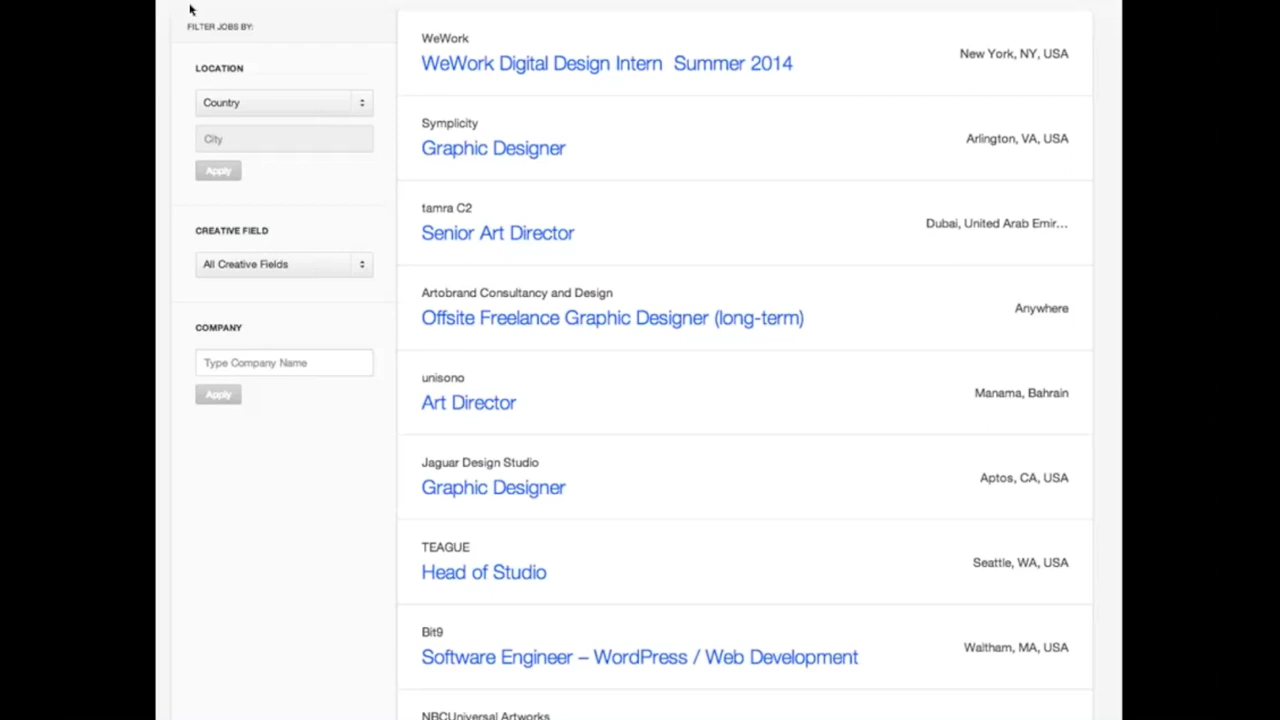 FILTER JOBS BY:
LOCATION
Country
City
Apply
CREATIVE FIELD
All Creative Fields
COMPANY
Type Company Name
Apply
WeWork
WeWork Digital Design Intern Summer 2014
New York, NY, USA
Symplicity
Graphic Designer
Arlington, VA, USA
tamra C2
Senior Art Director
Dubai, United Arab Emir...
Artobrand Consultancy and Design
Offsite Freelance Graphic Designer (long-term)
Anywhere
unisono
Art Director
Manama, Bahrain
Jaguar Design Studio
Graphic Designer
Aptos, CA, USA
TEAGUE
Head of Studio
Seattle, WA, USA
Bit9
Software Engineer – WordPress / Web Development
Waltham, MA, USA
NBCUniversal Artworks